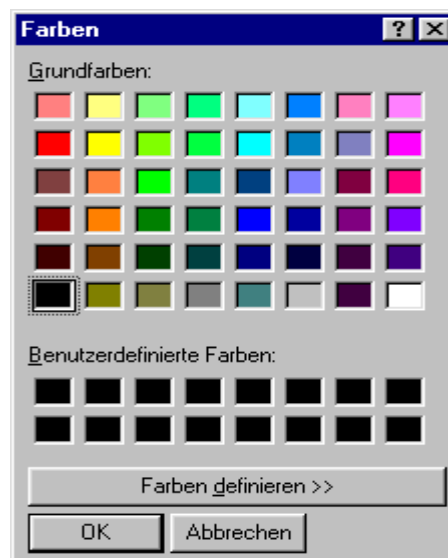 Farben
Grundfarben:
Benutzerdefinierte Farben:
Farben definieren >>
OK
Abbrechen